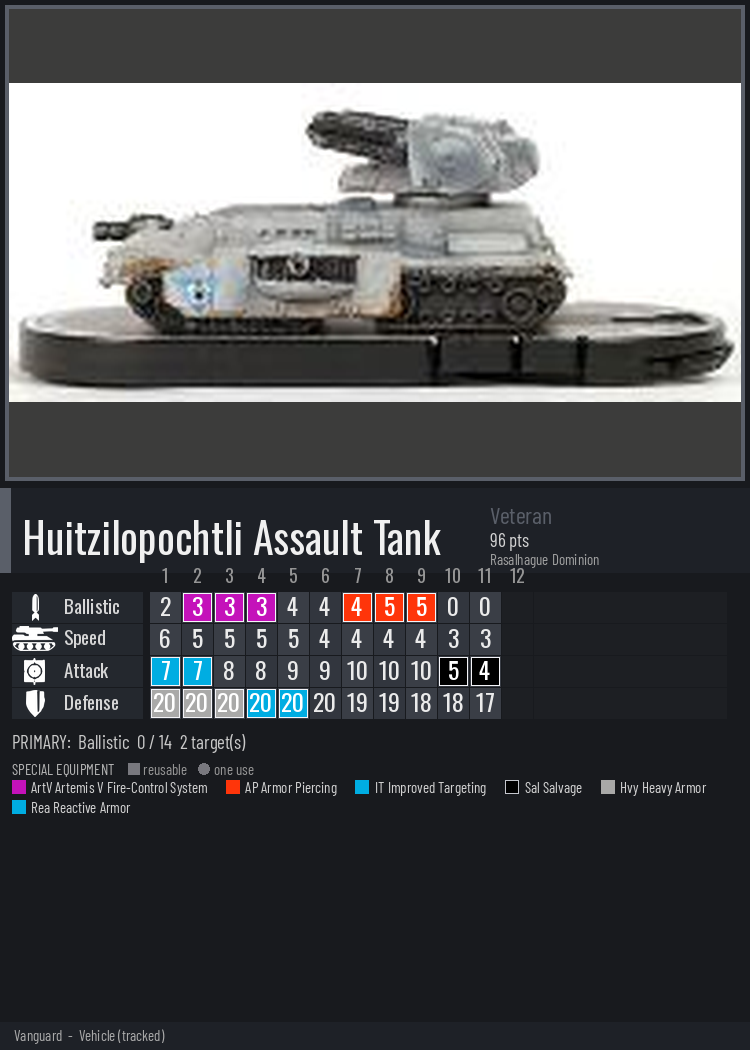 Huitzilopochtli Assault Tank
Veteran
96 pts
Rasalhague Dominion
1 2 3 4 5 6 7 8 9 10 11 12
Ballistic 2 3 3 3 4 4 4 5 5 0 0
Speed 6 5 5 5 5 4 4 4 4 3 3
Attack 7 7 8 8 9 9 10 10 10 5 4
Defense 20 20 20 20 20 20 19 19 18 18 17
PRIMARY: Ballistic 0 / 14 2 target(s)
SPECIAL EQUIPMENT reusable one use
ArtV Artemis V Fire-Control System AP Armor Piercing IT Improved Targeting Sal Salvage Hvy Heavy Armor
Rea Reactive Armor
Vanguard - Vehicle (tracked)